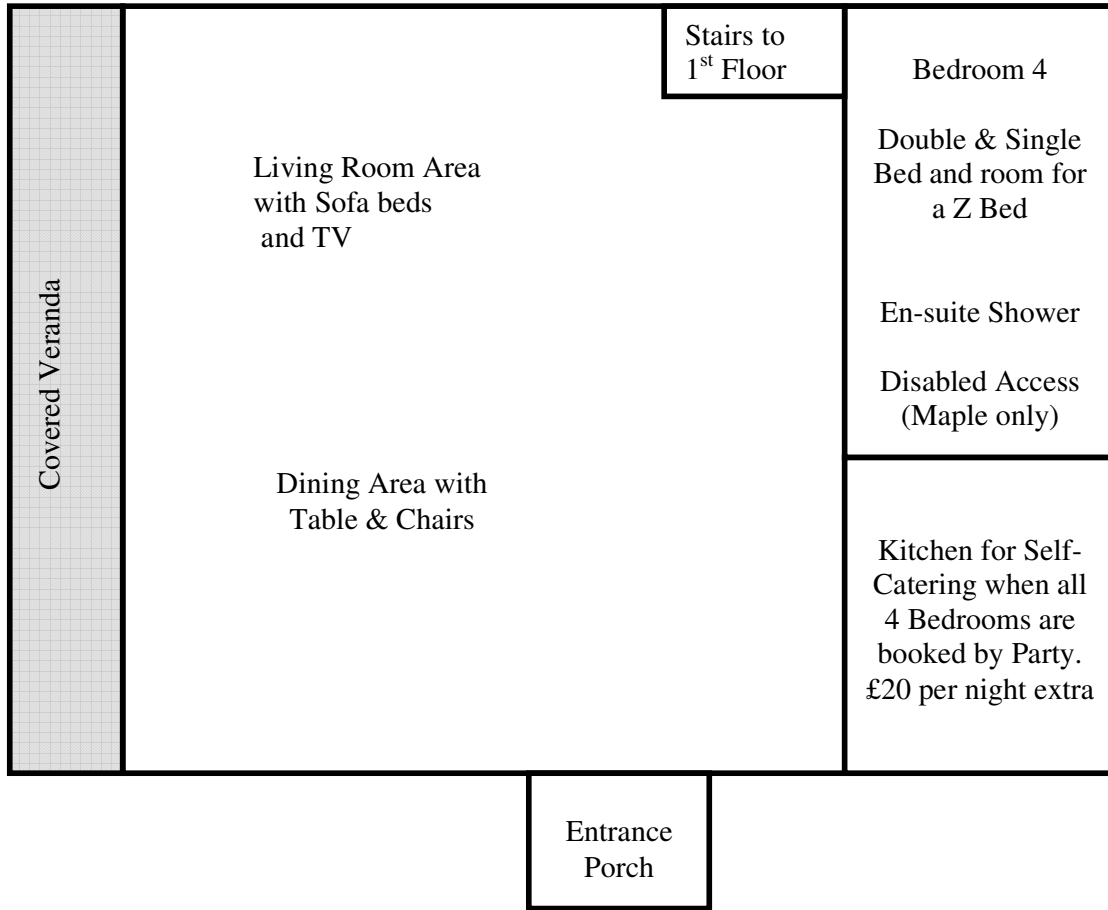 Stairs to
1st Floor
Bedroom 4
Double & Single
Bed and room for
a Z Bed
En-suite Shower
Disabled Access
(Maple only)
Living Room Area
with Sofa beds
and TV
Covered Veranda
Dining Area with
Table & Chairs
Kitchen for Self-
Catering when all
4 Bedrooms are
booked by Party.
£20 per night extra
Entrance
Porch